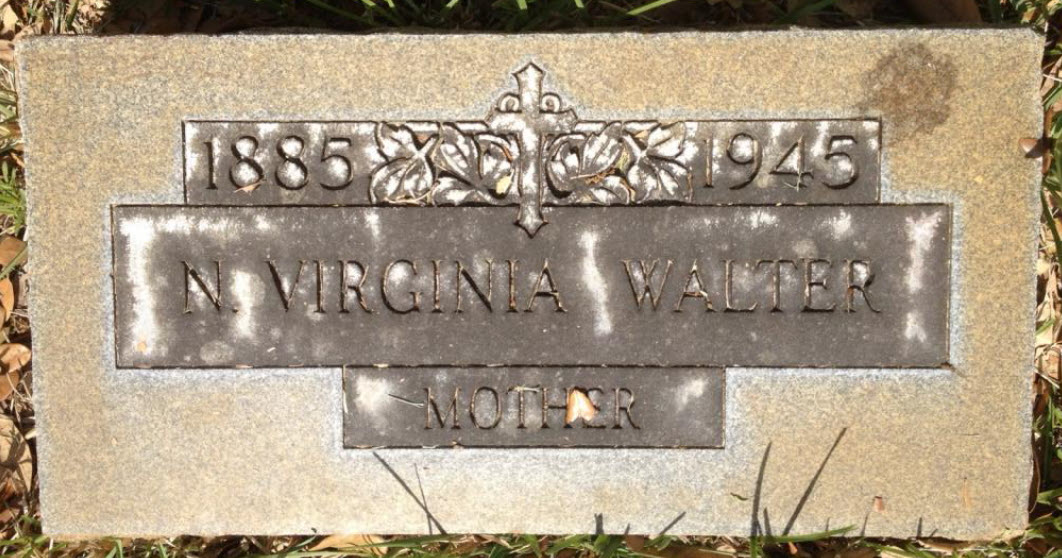 1885 1945
N. VIRGINIA WALTER
MOTHER